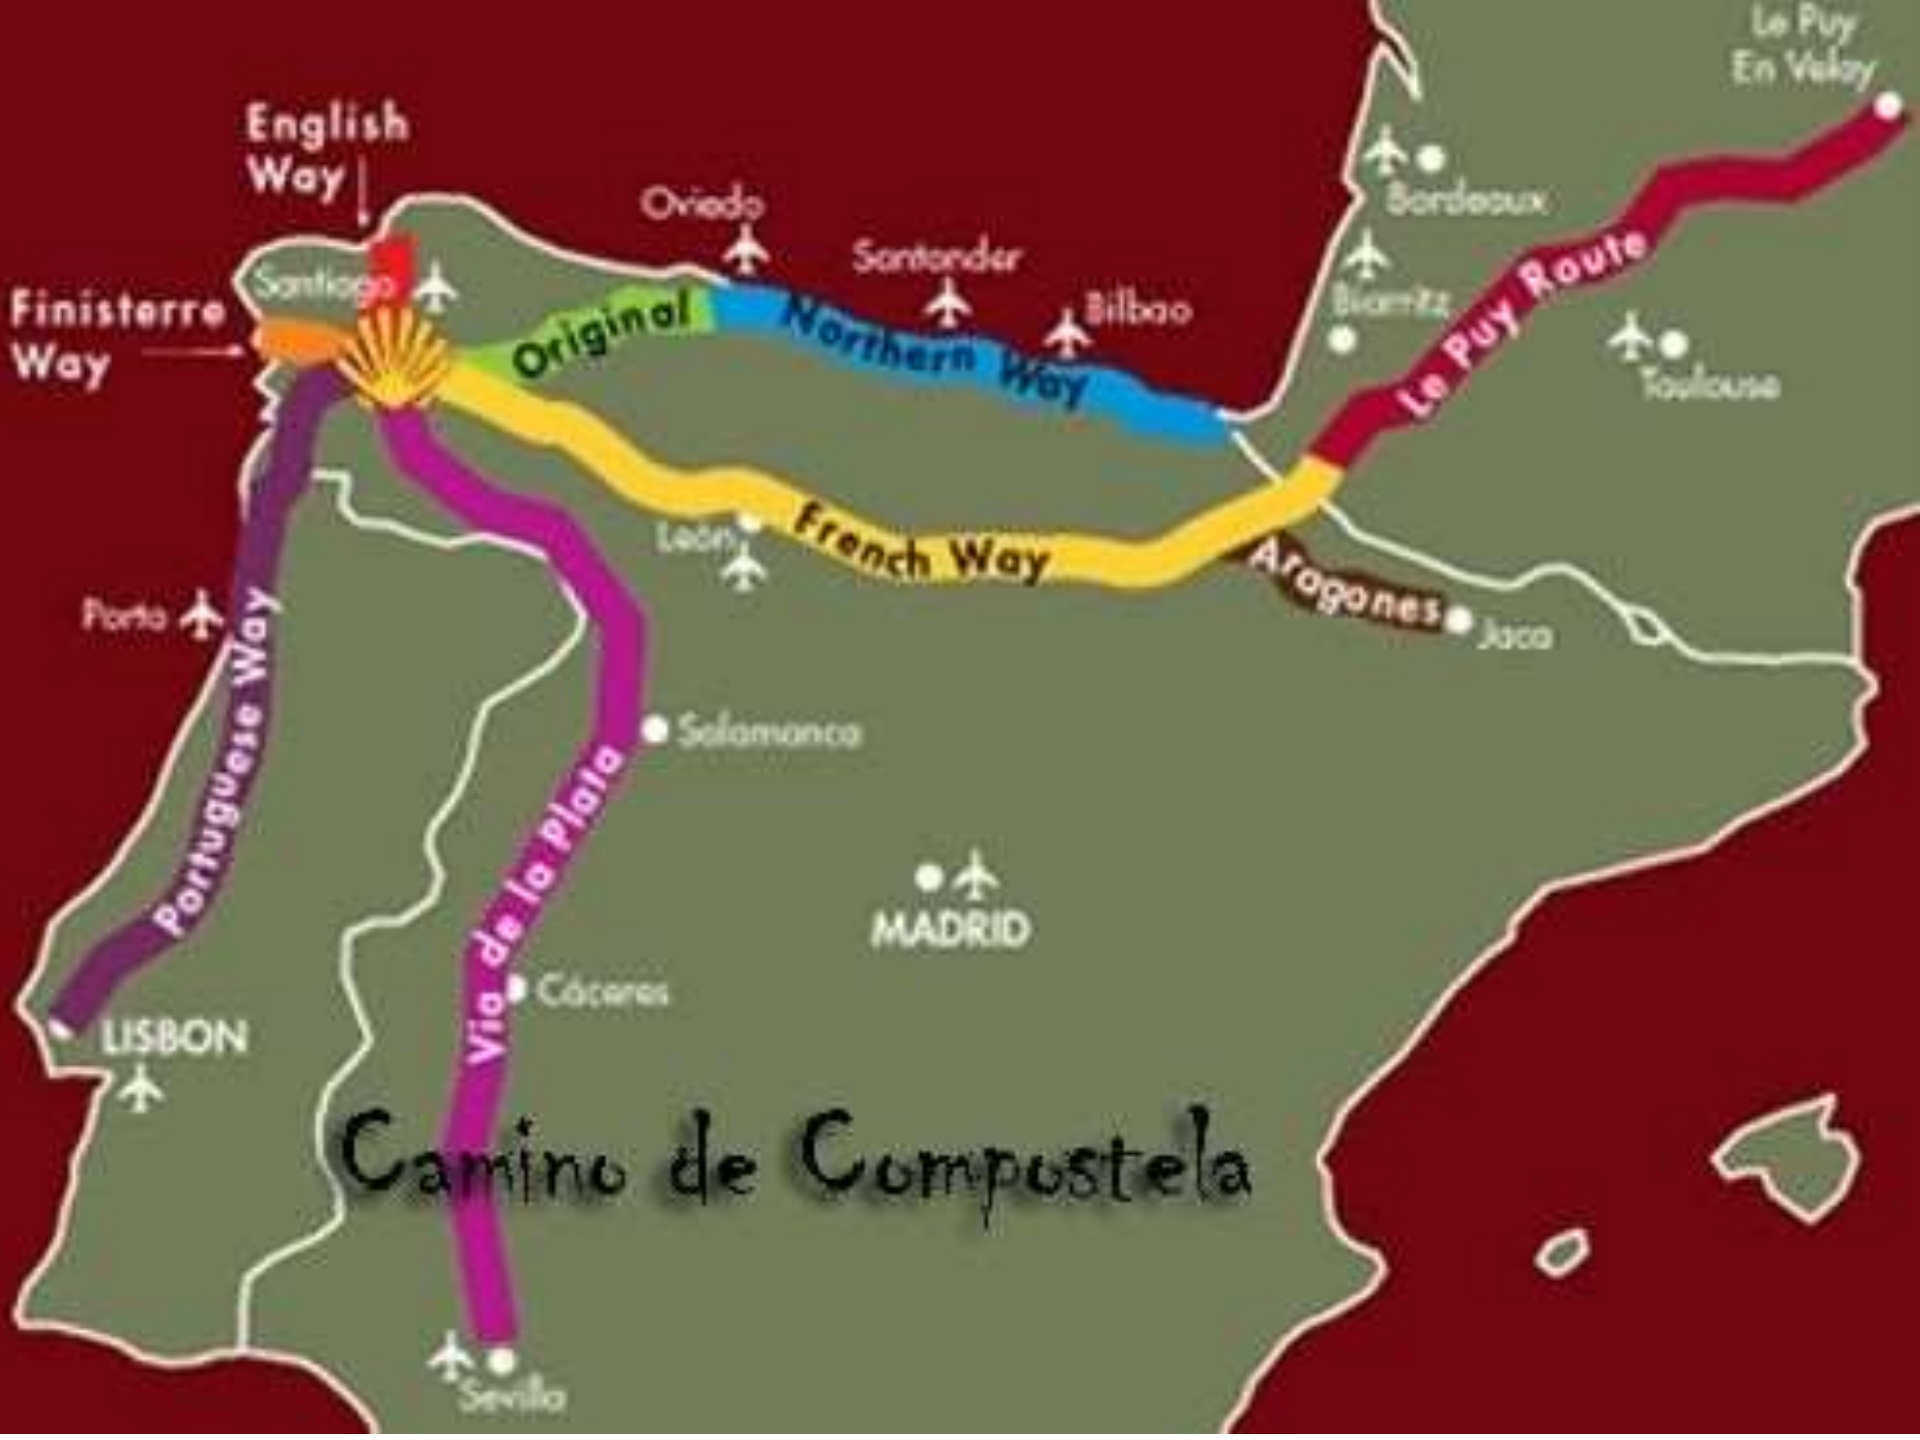 Le Puy
En Velay
English
Way
Bordeaux
Oviedo
Santander
Santiago
Bilbao
Biarritz
Le Puy Route
Finisterre
Way
Toulouse
Original
Northern Way
León
French Way
Aragones
Jaca
Porto
Portuguese Way
Salamanca
Via de la Plata
MADRID
Cáceres
LISBON
Camino de Compostela
Sevilla